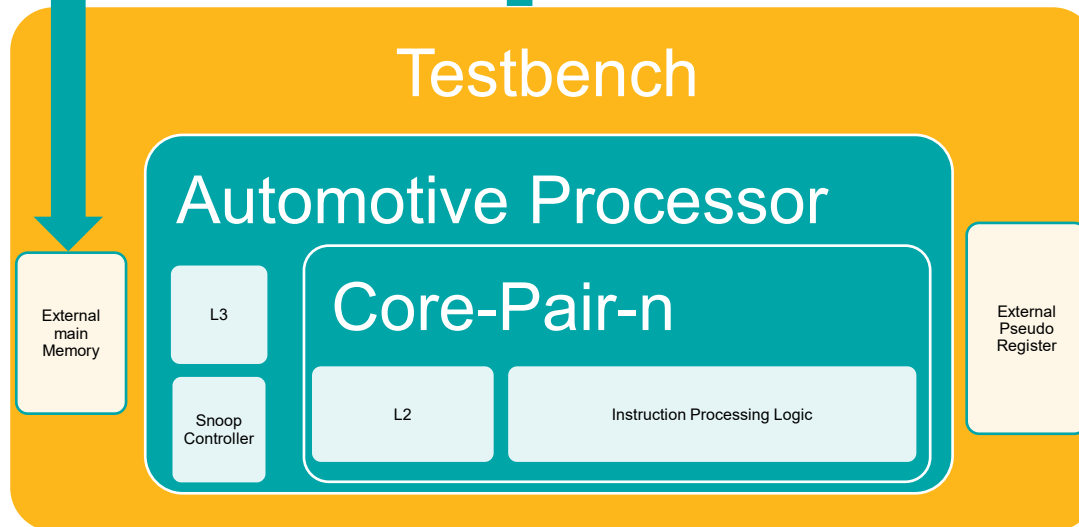 Testbench
Automotive Processor
Core-Pair-n
External
main
Memory
L3
Snoop
Controller
L2
Instruction Processing Logic
External
Pseudo
Register